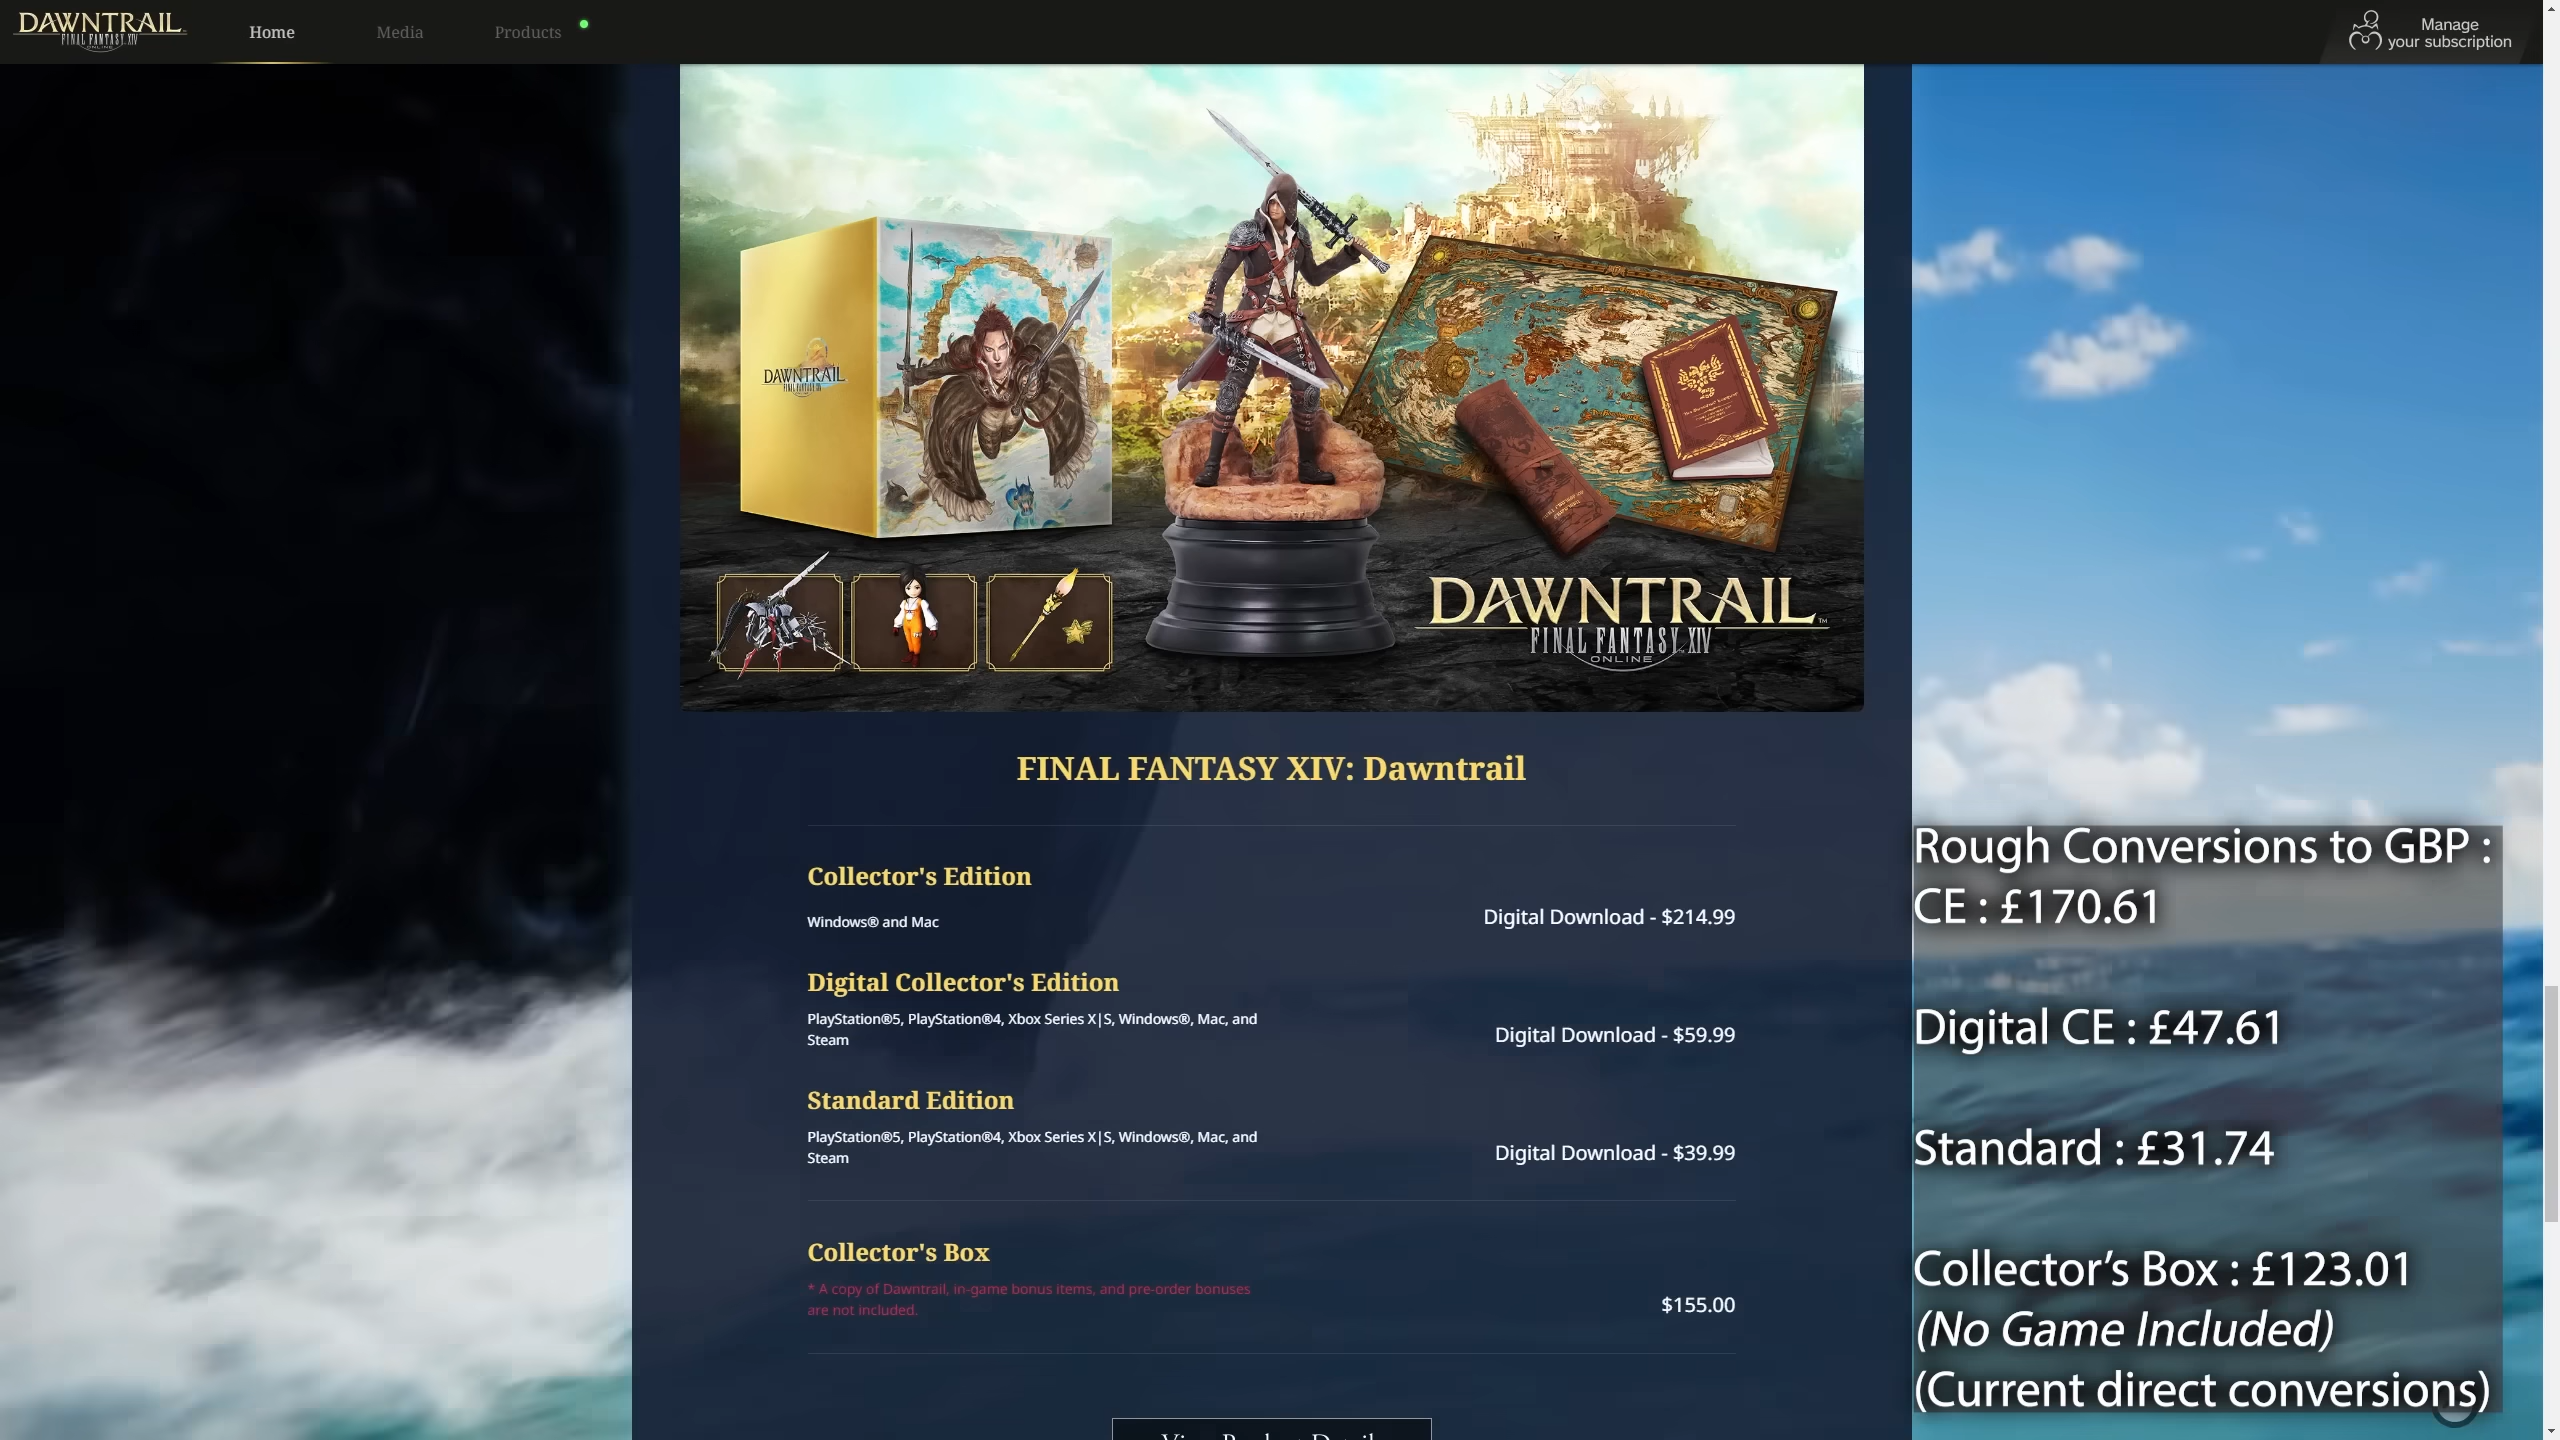 DAWNTRAIL
FINAL FANTASY XIV
ONLINE
Home
Media
Products
Manage
your subscription
DAWNTRAIL
FINAL FANTASY XIV
DAWNTRAIL™
FINAL FANTASY XIV
ONLINE
FINAL FANTASY XIV: Dawntrail
Collector's Edition
Windows® and Mac
Digital Download - $214.99
Digital Collector's Edition
PlayStation®5, PlayStation®4, Xbox Series X|S, Windows®, Mac, and
Steam
Digital Download - $59.99
Standard Edition
PlayStation®5, PlayStation®4, Xbox Series X|S, Windows®, Mac, and
Steam
Digital Download - $39.99
Collector's Box
* A copy of Dawntrail, in-game bonus items, and pre-order bonuses
are not included.
$155.00
Rough Conversions to GBP :
CE : £170.61
Digital CE : £47.61
Standard : £31.74
Collector’s Box : £123.01
(No Game Included)
(Current direct conversions)